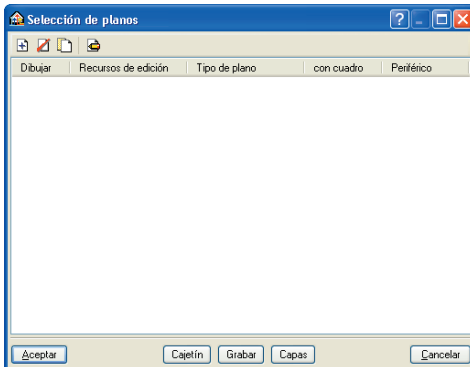 Selección de planos
Dibujar Recursos de edición Tipo de plano con cuadro Periférico
Aceptar Cajetín Grabar Capas Cancelar